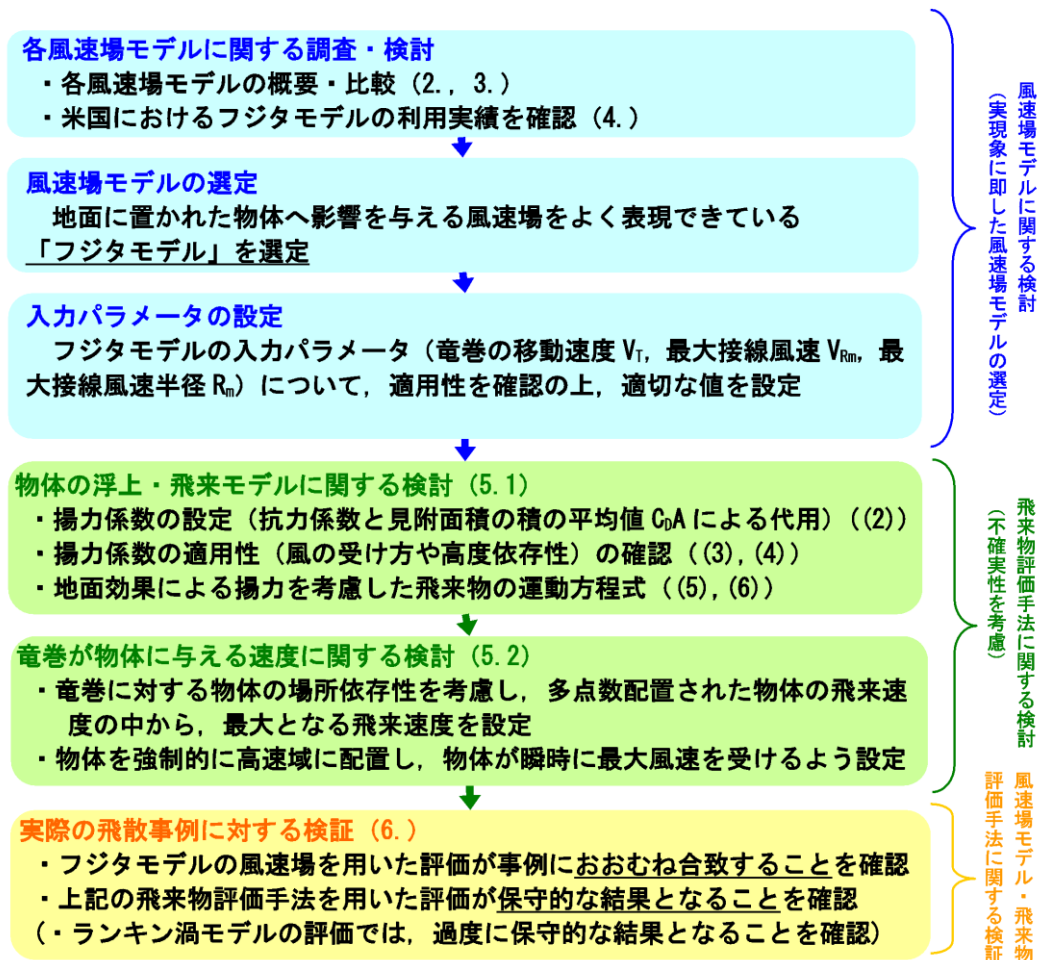 各風速場モデルに関する調査・検討
・各風速場モデルの概要・比較（2., 3.）
・米国におけるフジタモデルの利用実績を確認（4.）
風速場モデルの選定
地面に置かれた物体へ影響を与える風速場をよく表現できている
「フジタモデル」を選定
入力パラメータの設定
フジタモデルの入力パラメータ（竜巻の移動速度 VT，最大接線風速 VRm，最
大接線風速半径 Rm）について，適用性を確認の上，適切な値を設定
風速場モデルに関する検討
（実現象に即した風速場モデルの選定）
物体の浮上・飛来モデルに関する検討（5.1）
・揚力係数の設定（抗力係数と見附面積の積の平均値 CDA による代用）（(2)）
・揚力係数の適用性（風の受け方や高度依存性）の確認（(3),(4)）
・地面効果による揚力を考慮した飛来物の運動方程式（(5),(6)）
竜巻が物体に与える速度に関する検討（5.2）
・竜巻に対する物体の場所依存性を考慮し，多点数配置された物体の飛来速
度の中から，最大となる飛来速度を設定
・物体を強制的に高速域に配置し，物体が瞬時に最大風速を受けるよう設定
飛来物評価手法に関する検討
（不確実性を考慮）
実際の飛散事例に対する検証（6.）
・フジタモデルの風速場を用いた評価が事例におおむね合致することを確認
・上記の飛来物評価手法を用いた評価が保守的な結果となることを確認
（・ランキン渦モデルの評価では，過度に保守的な結果となることを確認）
風速場モデル・飛来物
評価手法に関する検証